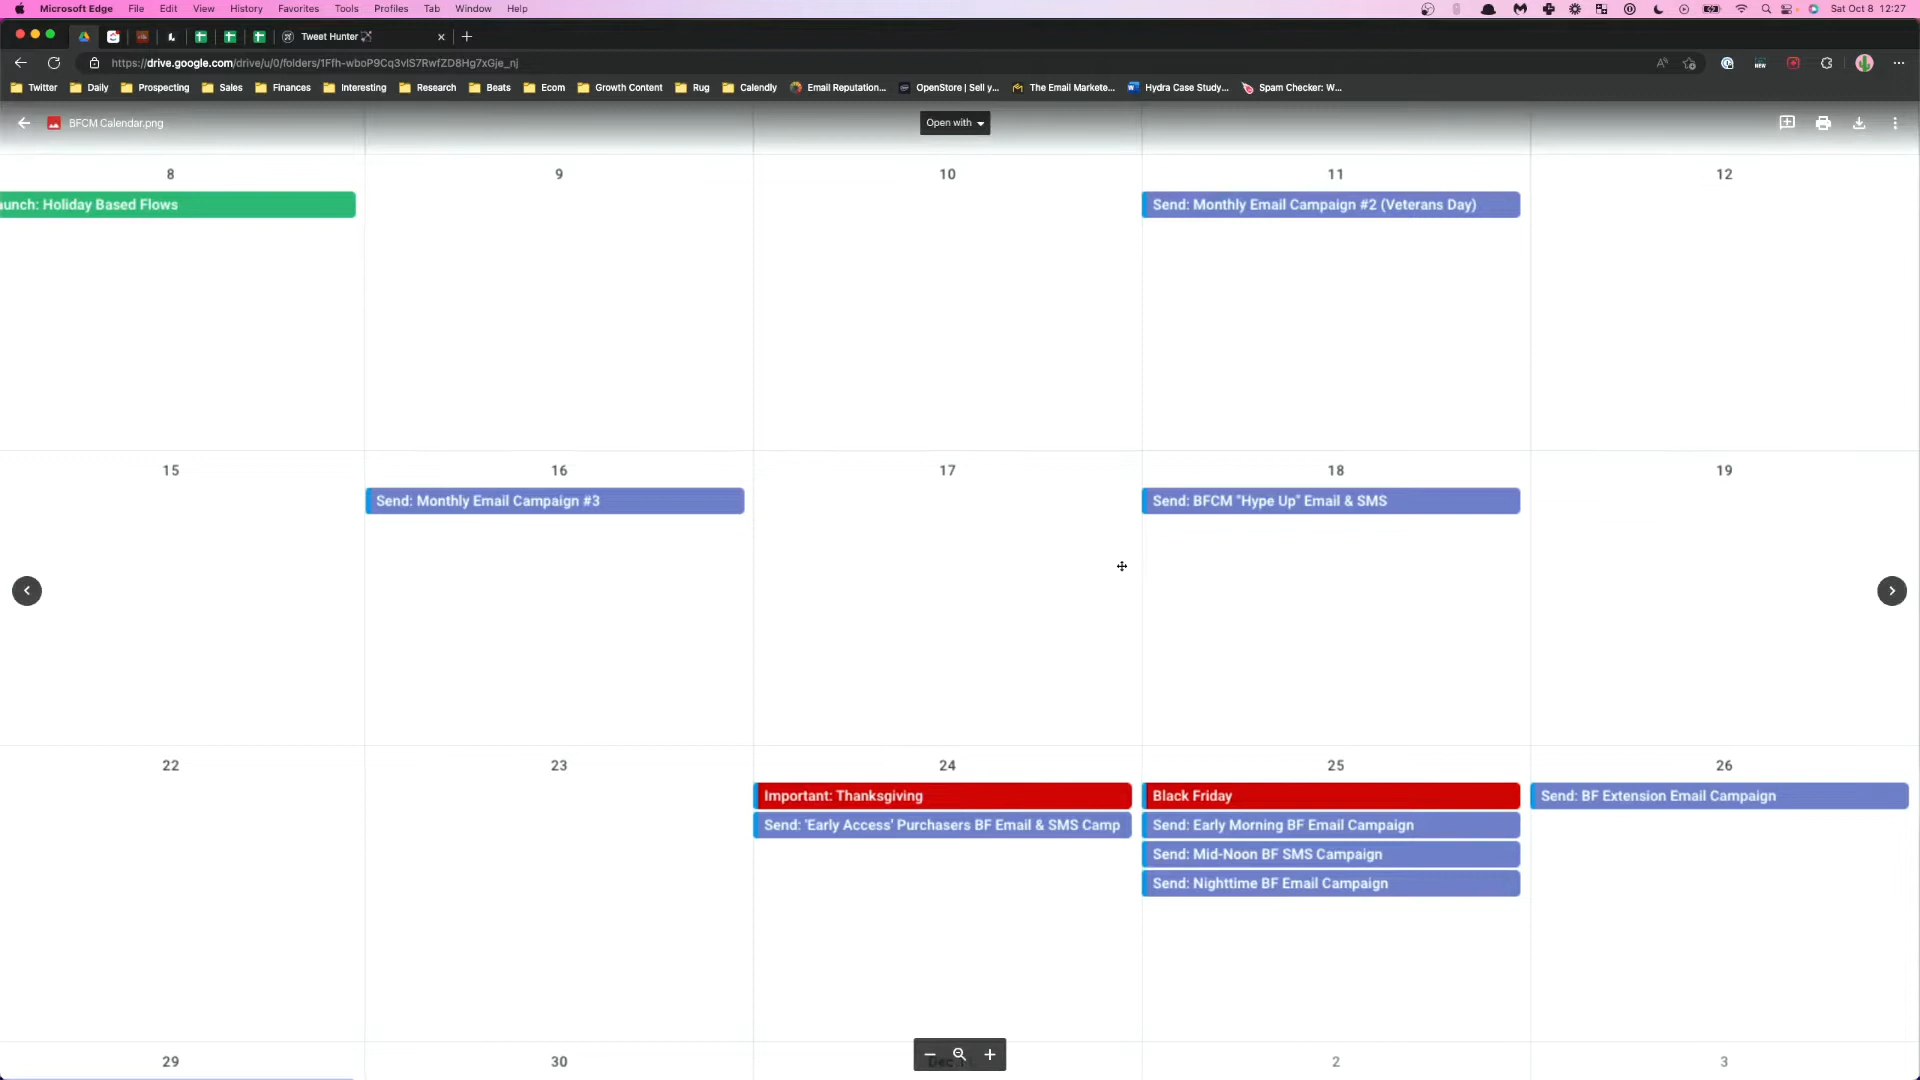 Microsoft Edge File Edit View History Favorites Tools Profiles Tab Window Help Sat Oct 8 12:27
Tweet Hunter
https://drive.google.com/drive/u/0/folders/1Ffh-wboP9Cq3vlS7RwfZD8Hg7xGje_nj
Twitter Daily Prospecting Sales Finances Interesting Research Beats Ecom Growth Content Rug Calendly Email Reputation... OpenStore | Sell y... The Email Markete... Hydra Case Study... Spam Checker: W...
BFCM Calendar.png Open with
8 9 10 11 12
aunch: Holiday Based Flows Send: Monthly Email Campaign #2 (Veterans Day)
15 16 17 18 19
Send: Monthly Email Campaign #3 Send: BFCM "Hype Up" Email & SMS
22 23 24 25 26
Important: Thanksgiving Black Friday Send: BF Extension Email Campaign
Send: 'Early Access' Purchasers BF Email & SMS Camp Send: Early Morning BF Email Campaign
Send: Mid-Noon BF SMS Campaign
Send: Nighttime BF Email Campaign
29 30 2 3